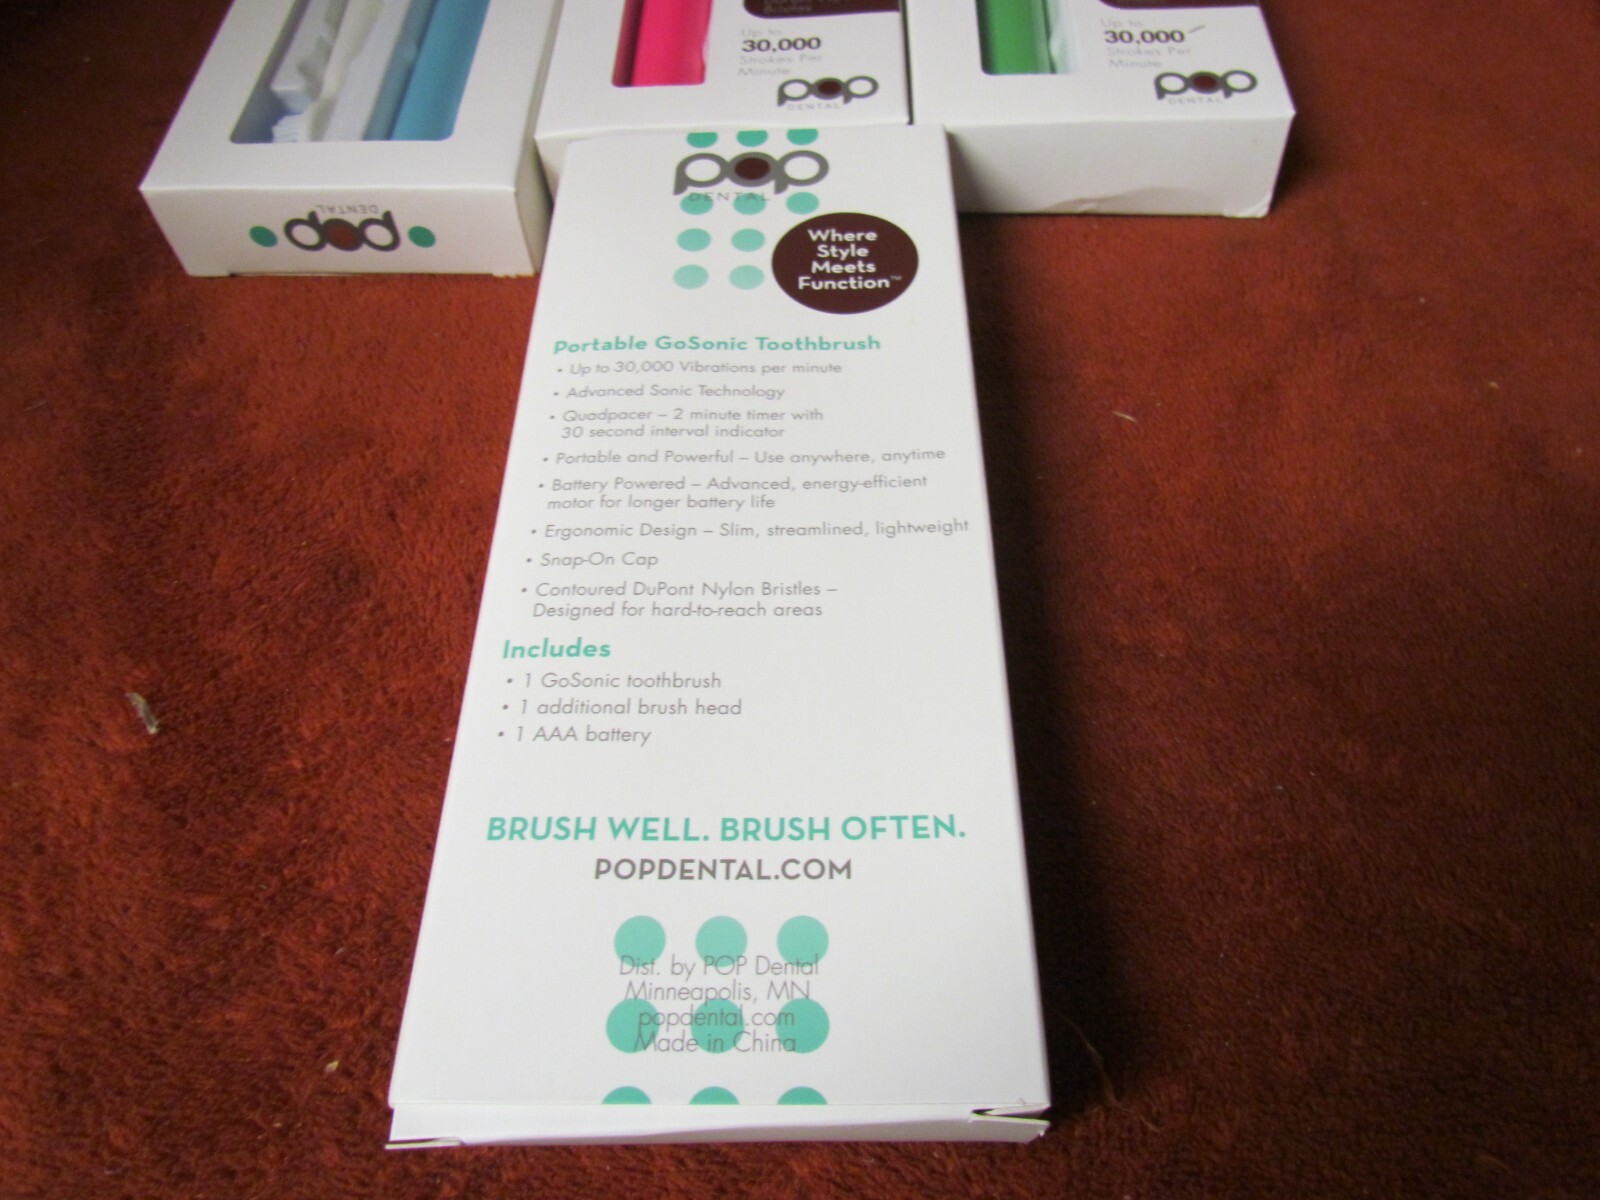 Bristles
Up to
30,000
Strokes Per
Minute
pop
DENTAL
Up to
30,000
Strokes Per
Minute
pop
DENTAL
pop
DENTAL
pop
DENTAL
Where
Style
Meets
Function™
Portable GoSonic Toothbrush
• Up to 30,000 Vibrations per minute
• Advanced Sonic Technology
• Quadpacer – 2 minute timer with
30 second interval indicator
• Portable and Powerful – Use anywhere, anytime
• Battery Powered – Advanced, energy-efficient
motor for longer battery life
• Ergonomic Design – Slim, streamlined, lightweight
• Snap-On Cap
• Contoured DuPont Nylon Bristles –
Designed for hard-to-reach areas
Includes
• 1 GoSonic toothbrush
• 1 additional brush head
• 1 AAA battery
BRUSH WELL. BRUSH OFTEN.
POPDENTAL.COM
Dist. by POP Dental
Minneapolis, MN
popdental.com
Made in China